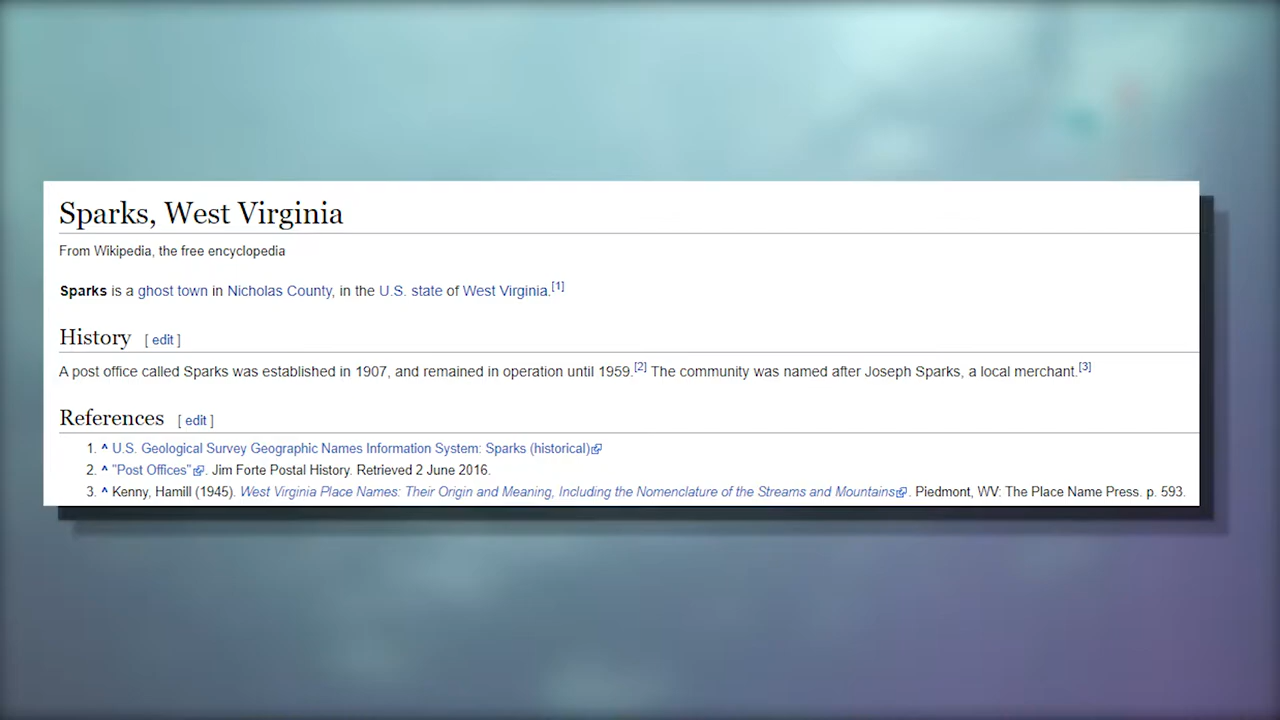 Sparks, West Virginia
From Wikipedia, the free encyclopedia
Sparks is a ghost town in Nicholas County, in the U.S. state of West Virginia.[1]
History [ edit ]
A post office called Sparks was established in 1907, and remained in operation until 1959.[2] The community was named after Joseph Sparks, a local merchant.[3]
References [ edit ]
1. ^ U.S. Geological Survey Geographic Names Information System: Sparks (historical)
2. ^ "Post Offices". Jim Forte Postal History. Retrieved 2 June 2016.
3. ^ Kenny, Hamill (1945). West Virginia Place Names: Their Origin and Meaning, Including the Nomenclature of the Streams and Mountains. Piedmont, WV: The Place Name Press. p. 593.